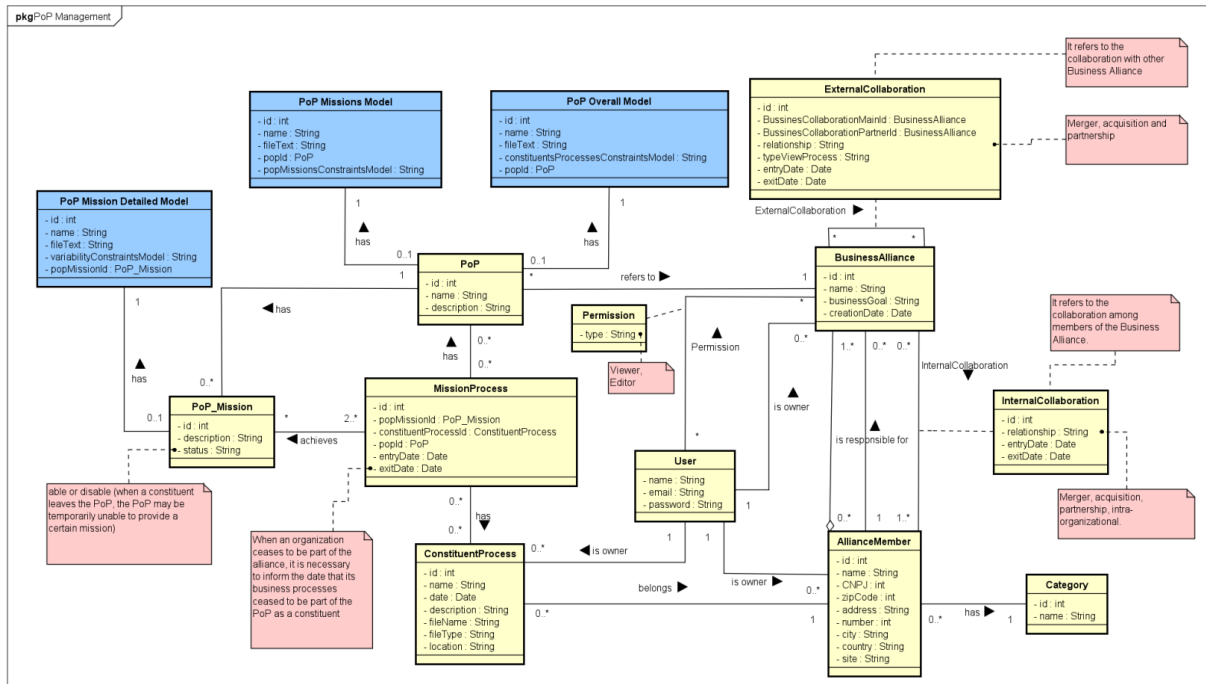 pkg PoP Management
It refers to the
collaboration with other
Business Alliance
ExternalCollaboration
- id : int
- BussinesCollaborationMainId : BusinessAlliance
- BussinesCollaborationPartnerId : BusinessAlliance
- relationship : String
- typeViewProcess : String
- entryDate : Date
- exitDate : Date
Merger, acquisition and
partnership
PoP Missions Model
- id : int
- name : String
- fileText : String
- popId : PoP
- popMissionsConstraintsModel : String
PoP Overall Model
- id : int
- name : String
- fileText : String
- constituentsProcessesConstraintsModel : String
- popId : PoP
PoP Mission Detailed Model
- id : int
- name : String
- fileText : String
- variabilityConstraintsModel : String
- popMissionId : PoP_Mission
1
has
0..1
1
has
0..1
ExternalCollaboration
*
*
PoP
- id : int
- name : String
- description : String
1
*
refers to
1
BusinessAlliance
- id : int
- name : String
- businessGoal : String
- creationDate : Date
*
0..*
1..*
0..*
0..*
has
1
has
0..1
0..*
Permission
- type : String
Viewer,
Editor
Permission
*
is owner
1
It refers to the
collaboration among
members of the Business
Alliance.
InternalCollaboration
InternalCollaboration
- id : int
- relationship : String
- entryDate : Date
- exitDate : Date
Merger, acquisition,
partnership, intra-
organizational.
0..*
has
0..*
MissionProcess
- id : int
- popMissionId : PoP_Mission
- constituentProcessId : ConstituentProcess
- popId : PoP
- entryDate : Date
- exitDate : Date
PoP_Mission
- id : int
- description : String
- status : String
*
2..*
achieves
is responsible for
User
- name : String
- email : String
- password : String
able or disable (when a constituent
leaves the PoP, the PoP may be
temporarily unable to provide a
certain mission)
When an organization
ceases to be part of the
alliance, it is necessary
to inform the date that its
business processes
ceased to be part of the
PoP as a constituent
0..*
has
0..*
0..*
is owner
1
1
is owner
0..*
0..*
1
1..*
ConstituentProcess
- id : int
- name : String
- date : Date
- description : String
- fileName : String
- fileType : String
- location : String
belongs
0..*
1
AllianceMember
- id : int
- name : String
- CNPJ : int
- zipCode : int
- address : String
- number : int
- city : String
- country : String
- site : String
0..*
has
1
Category
- id : int
- name : String